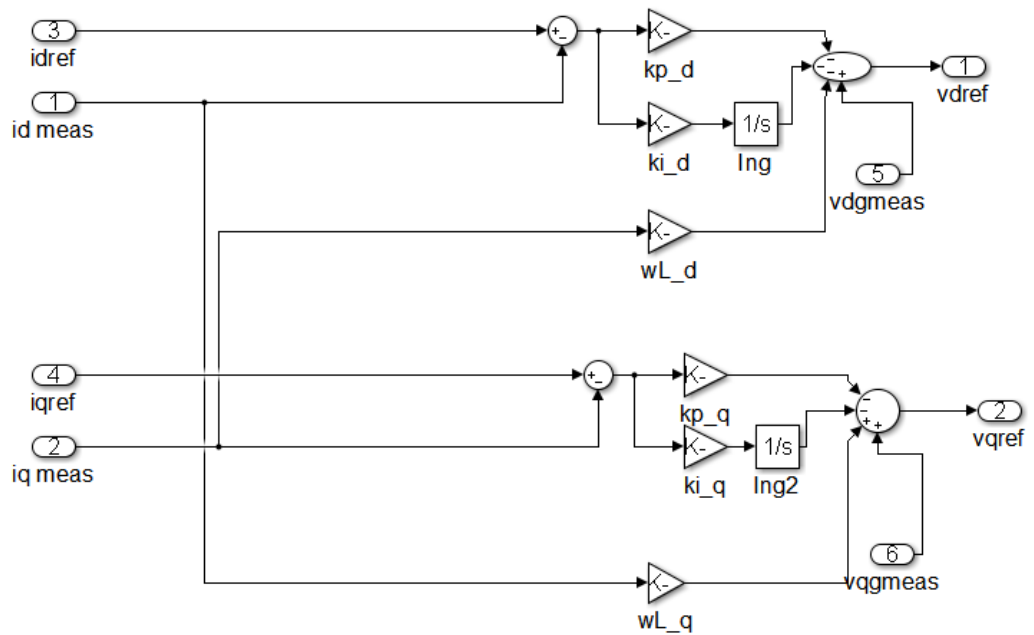 3
idref
+
-
K-
kp_d
-
-
-
+
1
vdref
1
id meas
K-
ki_d
1/s
Ing
5
vdgmeas
K-
wL_d
4
iqref
+
-
K-
kp_q
-
-
+
+
2
vqref
2
iq meas
K-
ki_q
1/s
Ing2
6
vqgmeas
K-
wL_q